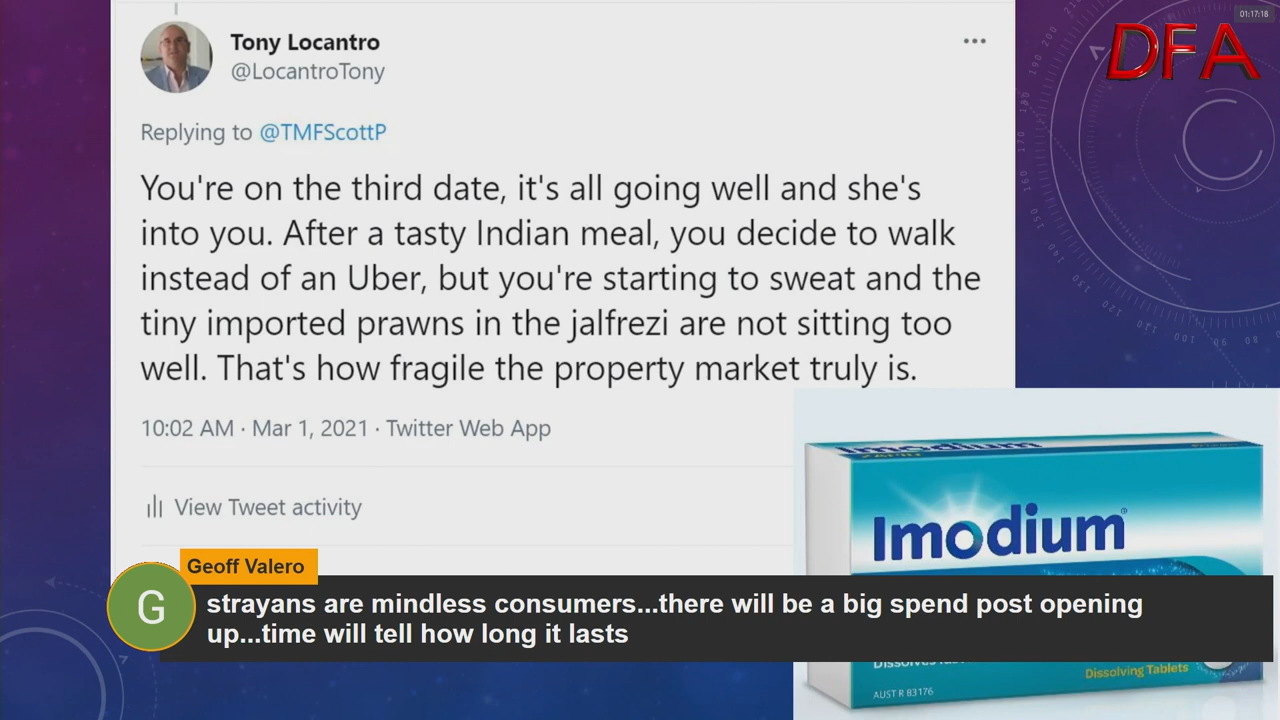 01:17:18
DFA
Tony Locantro
@LocantroTony
Replying to @TMFScottP
You're on the third date, it's all going well and she's
into you. After a tasty Indian meal, you decide to walk
instead of an Uber, but you're starting to sweat and the
tiny imported prawns in the jalfrezi are not sitting too
well. That's how fragile the property market truly is.
10:02 AM · Mar 1, 2021 · Twitter Web App
View Tweet activity
Imodium®
Geoff Valero
G
strayans are mindless consumers...there will be a big spend post opening
up...time will tell how long it lasts
Dissolving Tablets
AUST R 83176